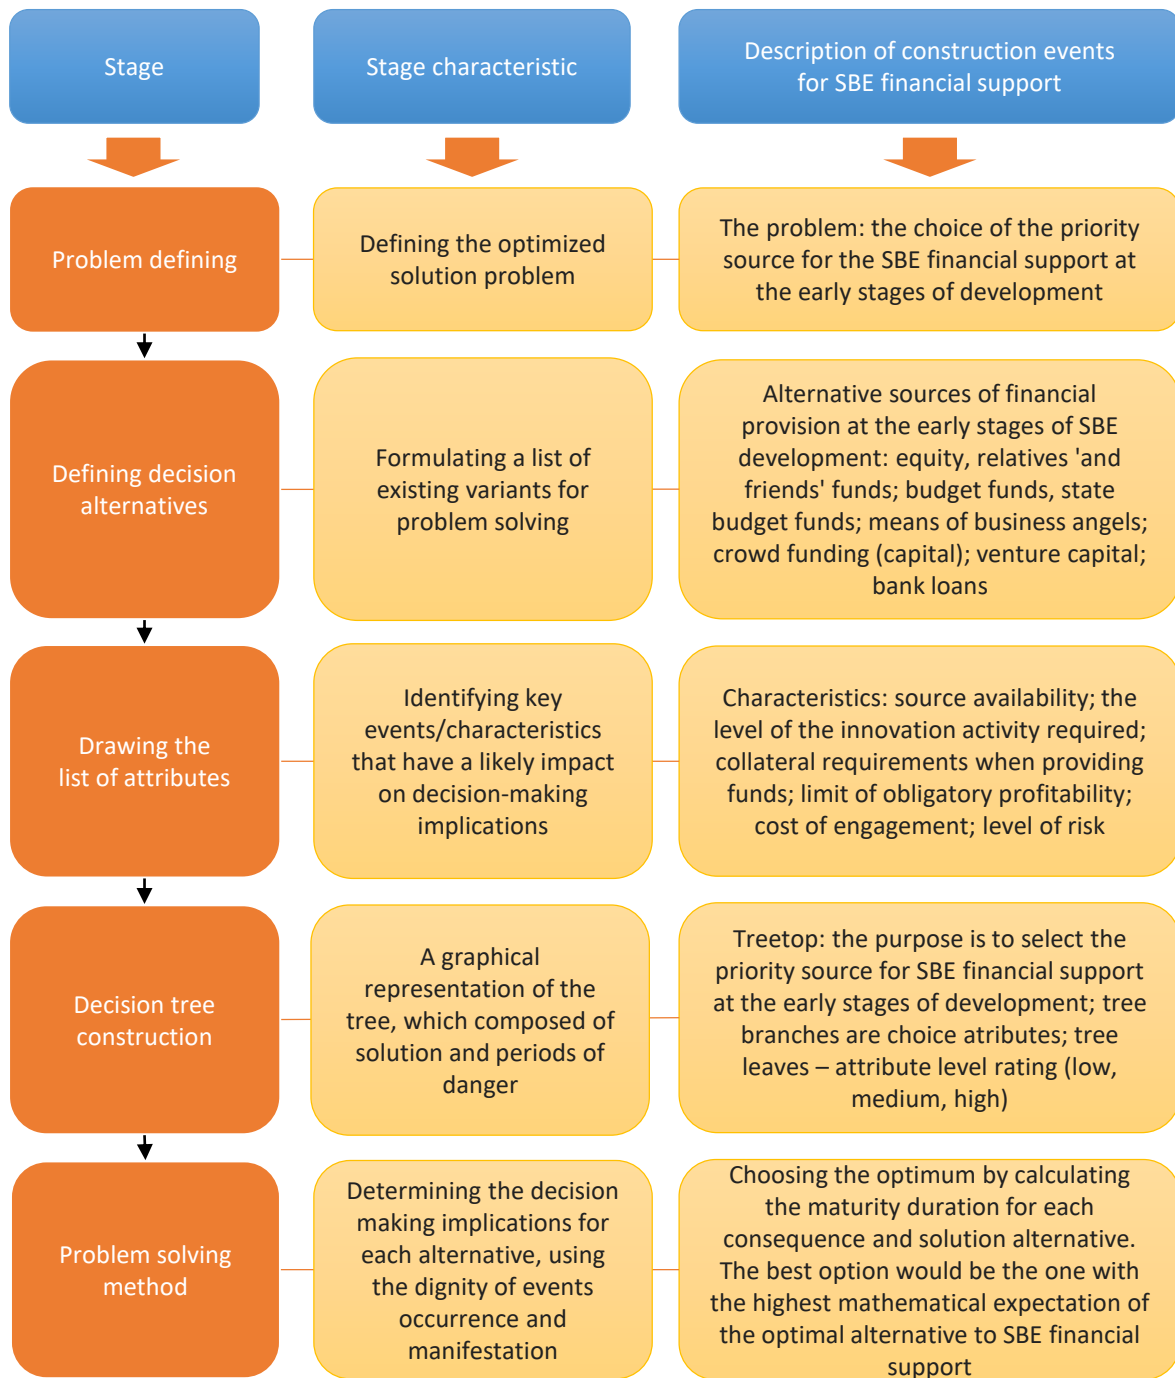 Stage
Stage characteristic
Description of construction events
for SBE financial support
Problem defining
Defining the optimized
solution problem
The problem: the choice of the priority
source for the SBE financial support at
the early stages of development
Defining decision
alternatives
Formulating a list of
existing variants for
problem solving
Alternative sources of financial
provision at the early stages of SBE
development: equity, relatives 'and
friends' funds; budget funds, state
budget funds; means of business angels;
crowd funding (capital); venture capital;
bank loans
Drawing the
list of attributes
Identifying key
events/characteristics
that have a likely impact
on decision-making
implications
Characteristics: source availability; the
level of the innovation activity required;
collateral requirements when providing
funds; limit of obligatory profitability;
cost of engagement; level of risk
Decision tree
construction
A graphical
representation of the
tree, which composed of
solution and periods of
danger
Treetop: the purpose is to select the
priority source for SBE financial support
at the early stages of development; tree
branches are choice atributes; tree
leaves – attribute level rating (low,
medium, high)
Problem solving
method
Determining the decision
making implications for
each alternative, using
the dignity of events
occurrence and
manifestation
Choosing the optimum by calculating
the maturity duration for each
consequence and solution alternative.
The best option would be the one with
the highest mathematical expectation of
the optimal alternative to SBE financial
support